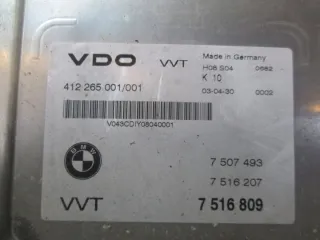 VDO VVT Made in Germany
H08 S04 0682
412 265 001/001 K 10
03-04-30 0002
V043CDIY08040001
BMW
7 507 493
7 516 207
VVT 7 516 809